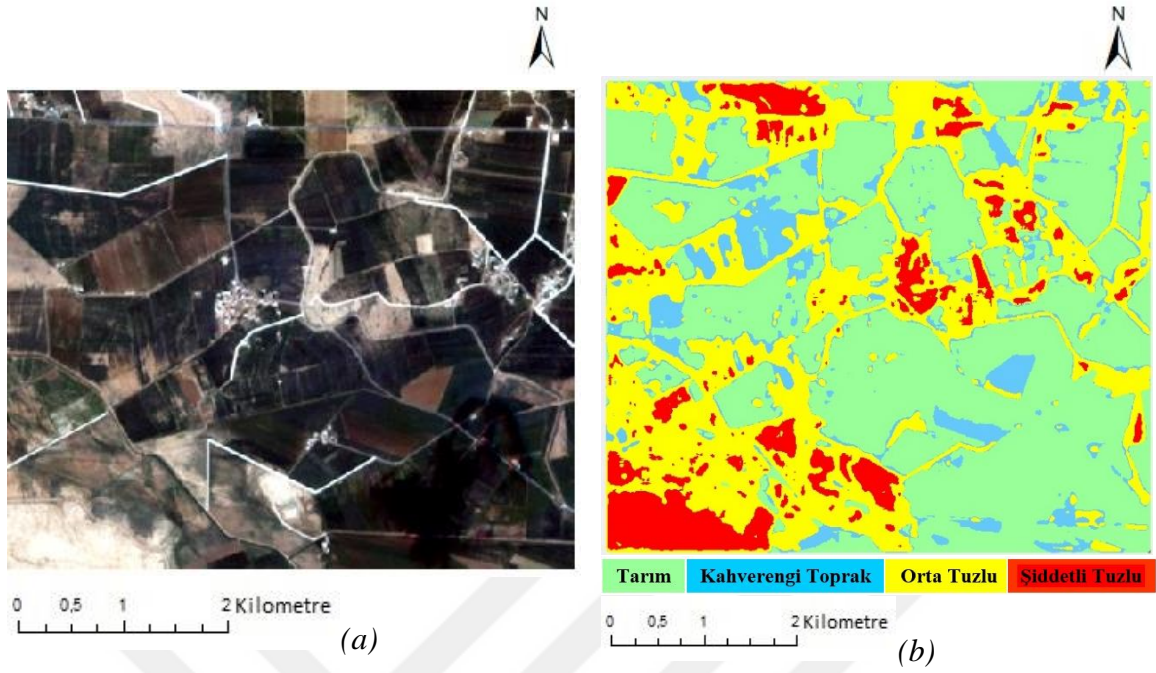 N
N
Tarım Kahverengi Toprak Orta Tuzlu Şiddetli Tuzlu
0 0,5 1 2 Kilometre
(a)
0 0,5 1 2 Kilometre
(b)